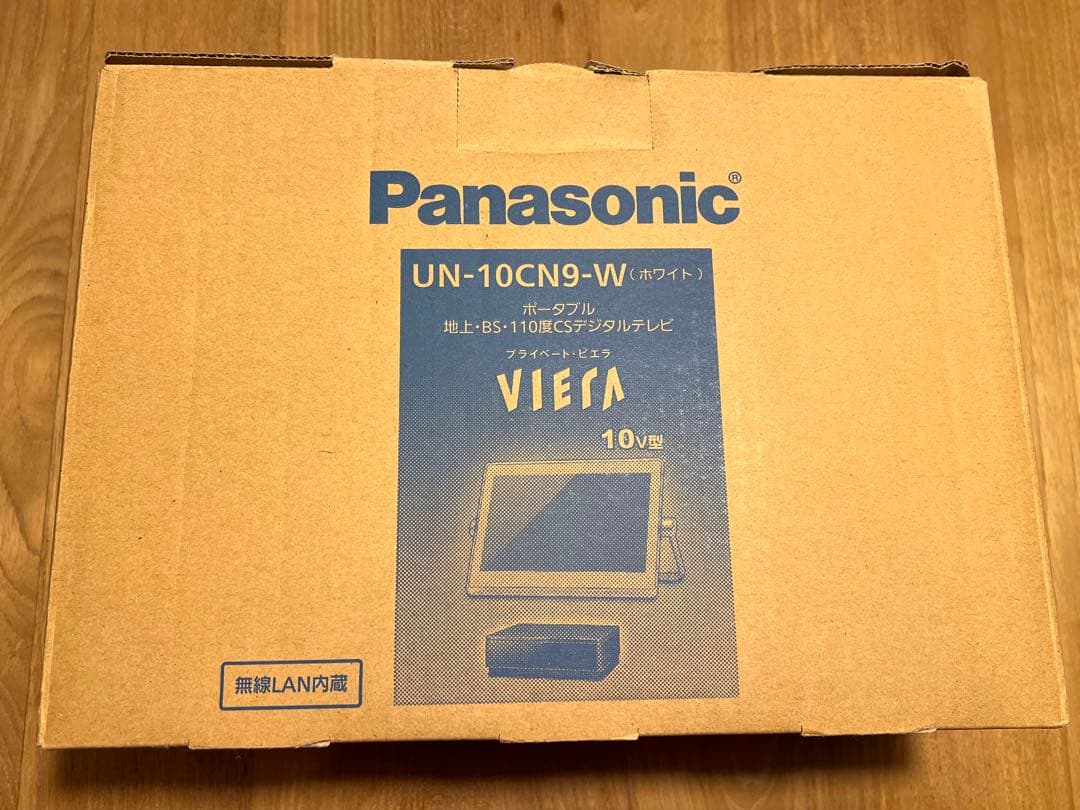 Panasonic®
UN-10CN9-W（ホワイト）
ポータブル
地上・BS・110度CSデジタルテレビ
プライベート・ビエラ
VIErA
10V型
無線LAN内蔵